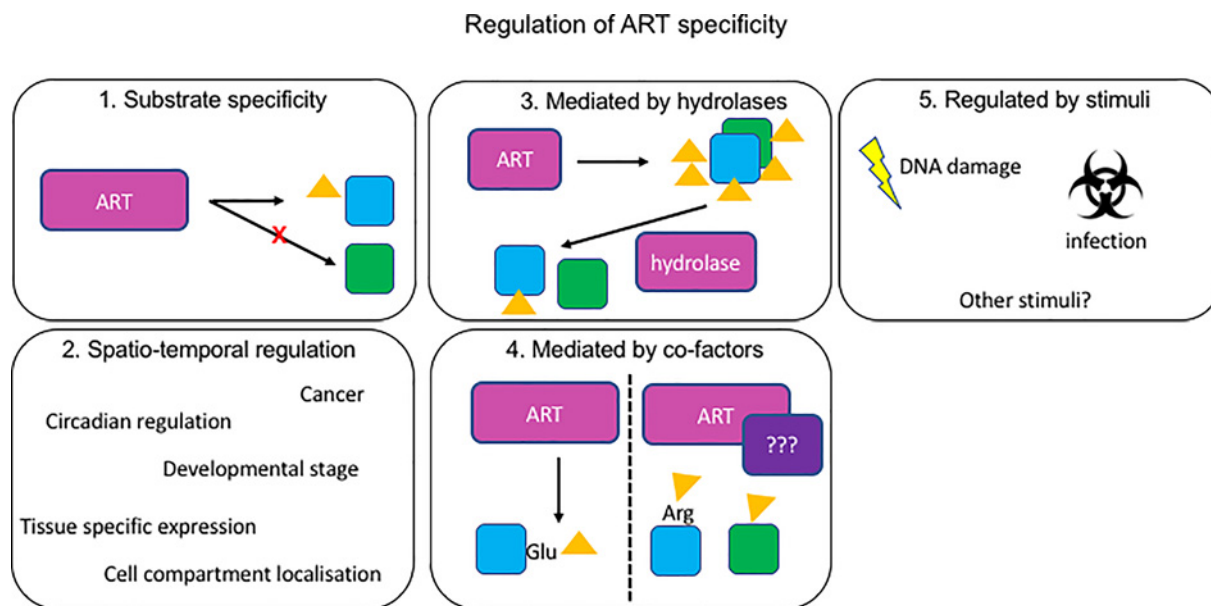 Regulation of ART specificity
1. Substrate specificity
ART
X
2. Spatio-temporal regulation
Cancer
Circadian regulation
Developmental stage
Tissue specific expression
Cell compartment localisation
3. Mediated by hydrolases
ART
hydrolase
4. Mediated by co-factors
ART
Glu
ART
???
Arg
5. Regulated by stimuli
DNA damage
infection
Other stimuli?